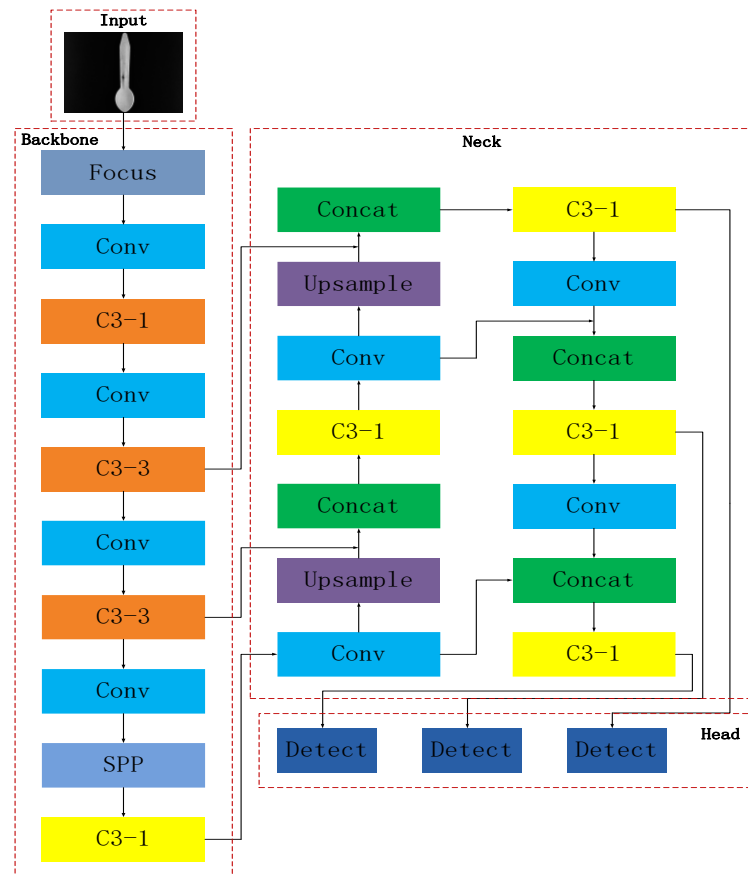 Input
Backbone
Focus
Conv
C3-1
Conv
C3-3
Conv
C3-3
Conv
SPP
C3-1
Neck
Concat
Upsample
Conv
C3-1
Concat
Upsample
Conv
C3-1
Conv
Concat
C3-1
Conv
Concat
C3-1
Head
Detect
Detect
Detect